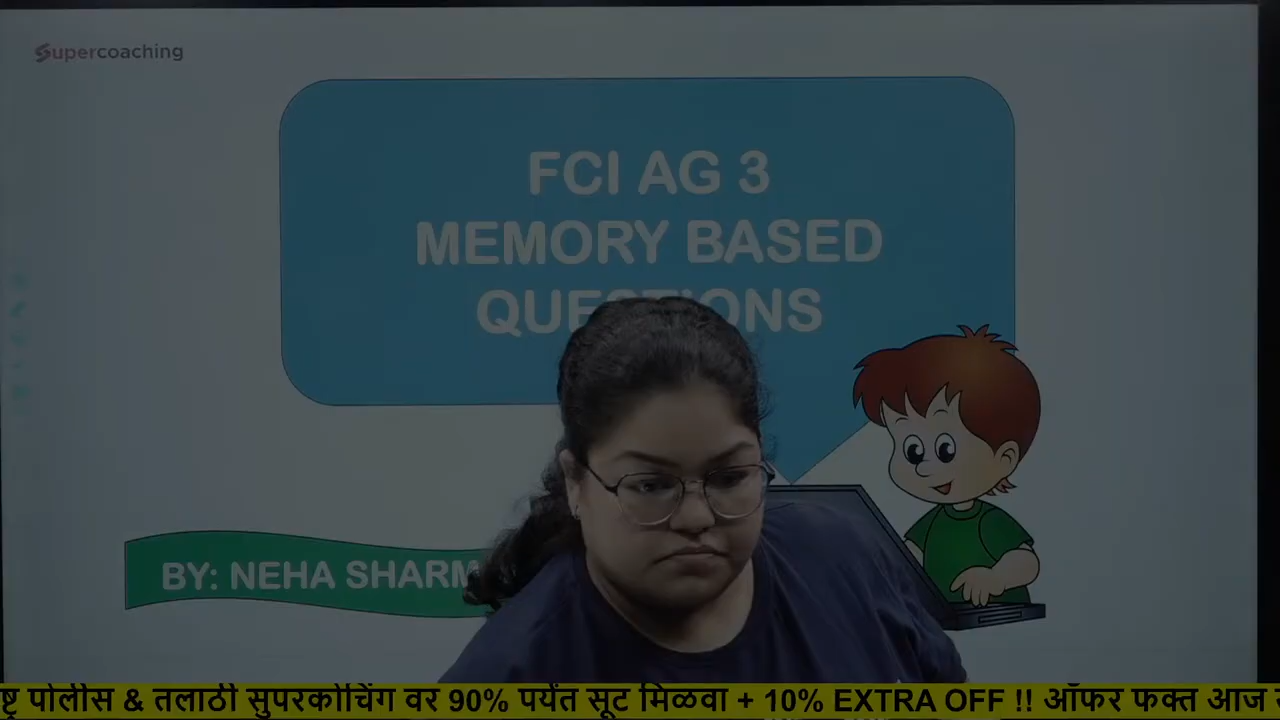 Supercoaching
FCI AG 3
MEMORY BASED
QUESTIONS
BY: NEHA SHARM
पोलीस & तलाठी सुपरकोचिंग वर 90% पर्यंत सूट मिळवा + 10% EXTRA OFF !! ऑफर फक्त आज